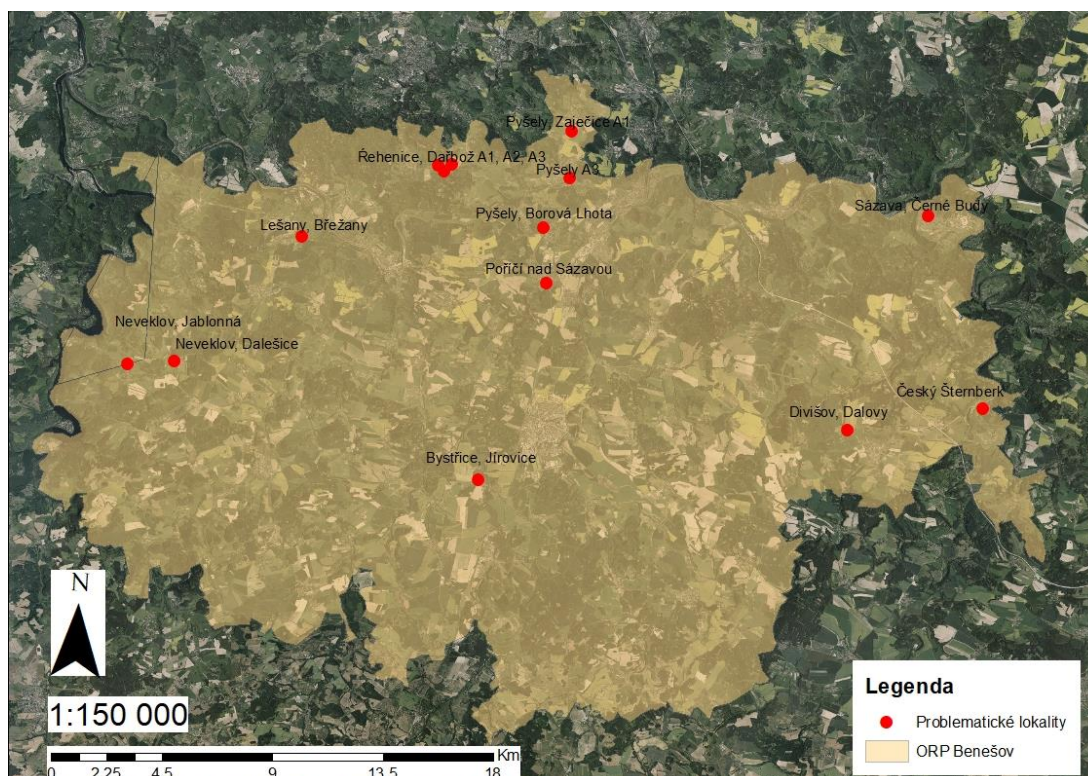 Pyšely, Zaječice A1
Řehenice, Darbož A1, A2, A3
Pyšely A3
Sázava, Černé Budy
Pyšely, Borová Lhota
Lešany, Břežany
Poříčí nad Sázavou
Neveklov, Jablonná
Neveklov, Dalešice
Český Šternberk
Divišov, Dalovy
Bystřice, Jírovice
N
1:150 000
Km
0 2.25 4.5 9 13.5 18
Legenda
Problematické lokality
ORP Benešov